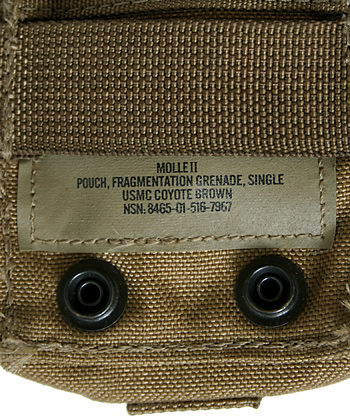 MOLLE II
POUCH, FRAGMENTATION GRENADE, SINGLE
USMC COYOTE BROWN
NSN: 8465-01-516-7967